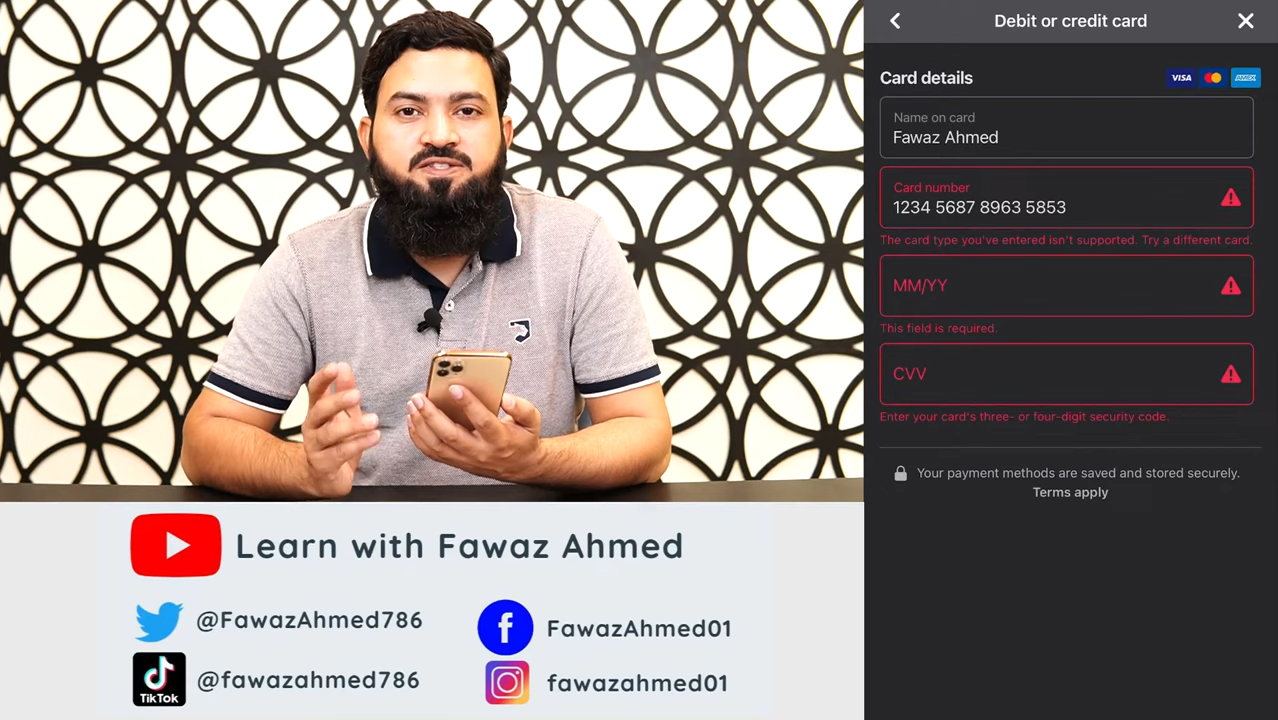 Debit or credit card
Card details
VISA
AMEX
Name on card
Fawaz Ahmed
Card number
1234 5687 8963 5853
The card type you've entered isn't supported. Try a different card.
MM/YY
This field is required.
CVV
Enter your card's three- or four-digit security code.
Your payment methods are saved and stored securely.
Terms apply
Learn with Fawaz Ahmed
@FawazAhmed786
FawazAhmed01
TikTok
@fawazahmed786
fawazahmed01